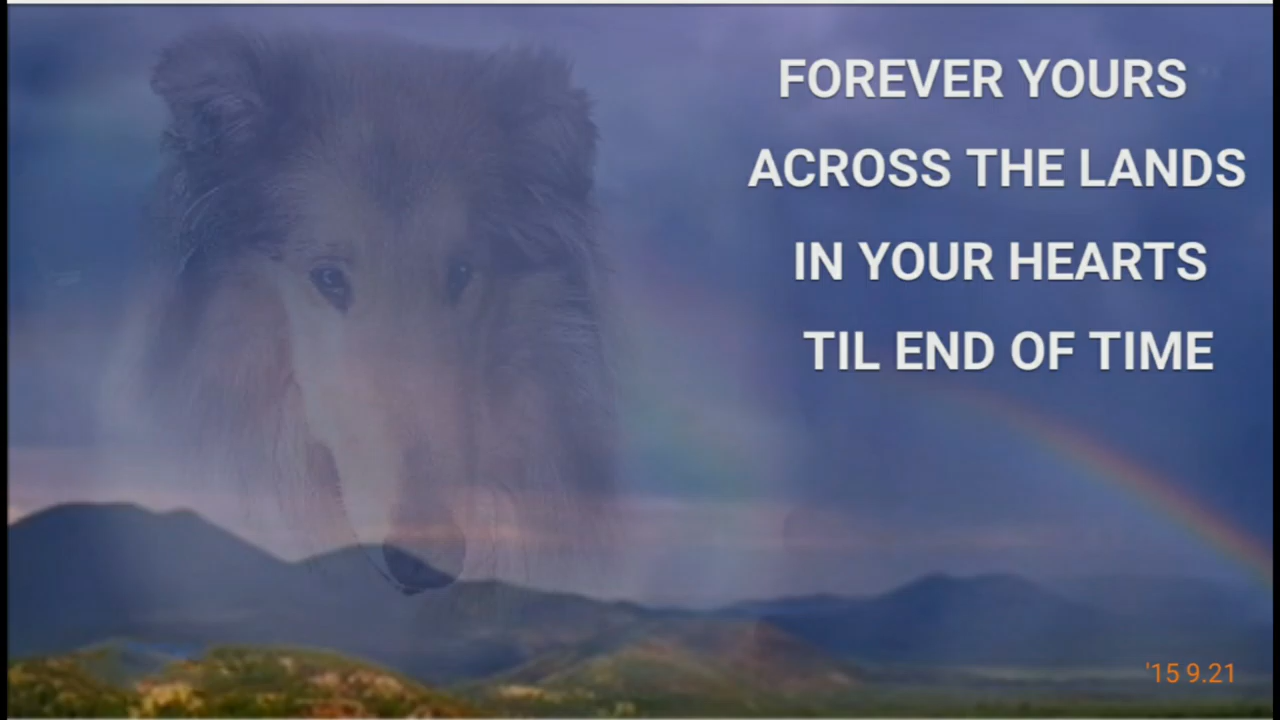 FOREVER YOURS
ACROSS THE LANDS
IN YOUR HEARTS
TIL END OF TIME
'15 9.21